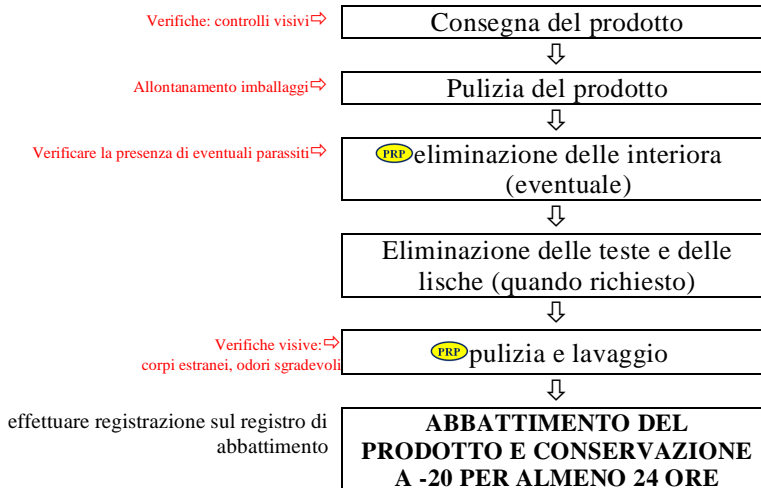 Verifiche: controlli visivi⇨
Consegna del prodotto
Allontanamento imballaggi⇨
Pulizia del prodotto
Verificare la presenza di eventuali parassiti⇨
PRP eliminazione delle interiora
(eventuale)
Eliminazione delle teste e delle
lische (quando richiesto)
Verifiche visive:⇨
corpi estranei, odori sgradevoli
PRP pulizia e lavaggio
effettuare registrazione sul registro di
abbattimento
ABBATTIMENTO DEL
PRODOTTO E CONSERVAZIONE
A -20 PER ALMENO 24 ORE